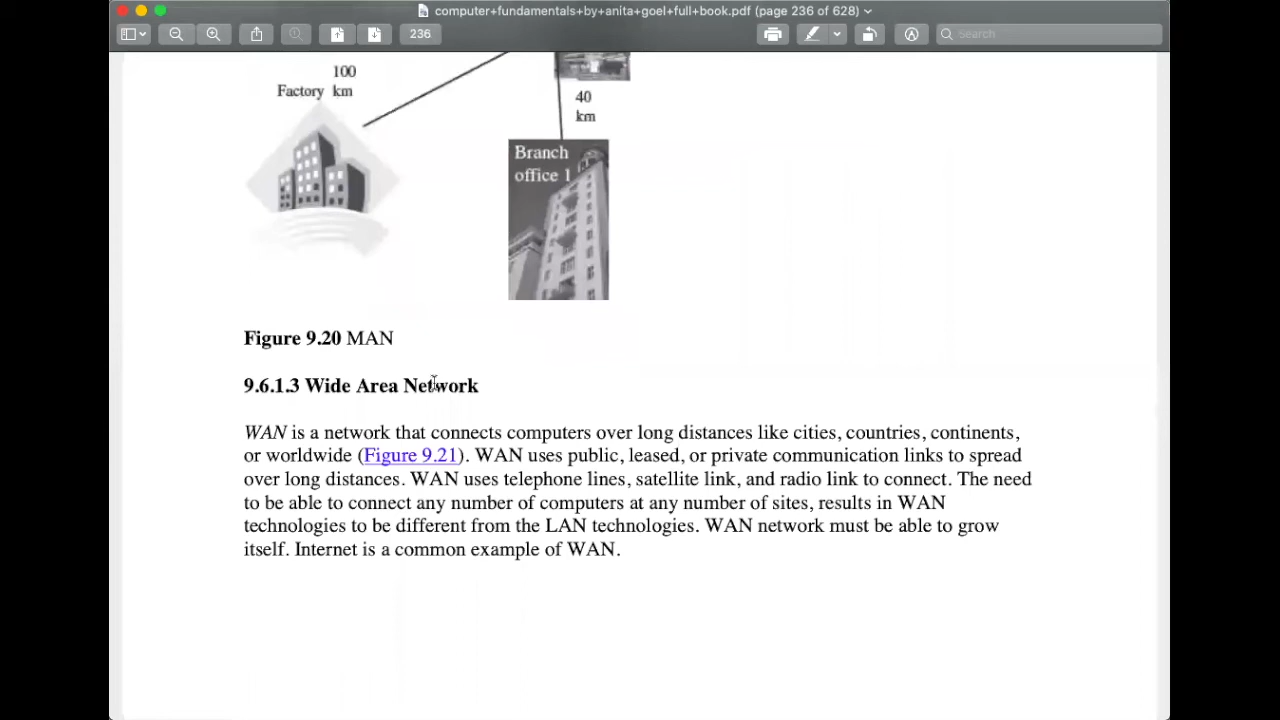 computer+fundamentals+by+anita+goel+full+book.pdf (page 236 of 628)
236
Search
100
Factory km
40
km
Branch
office 1
Figure 9.20 MAN
9.6.1.3 Wide Area Network
WAN is a network that connects computers over long distances like cities, countries, continents,
or worldwide (Figure 9.21). WAN uses public, leased, or private communication links to spread
over long distances. WAN uses telephone lines, satellite link, and radio link to connect. The need
to be able to connect any number of computers at any number of sites, results in WAN
technologies to be different from the LAN technologies. WAN network must be able to grow
itself. Internet is a common example of WAN.